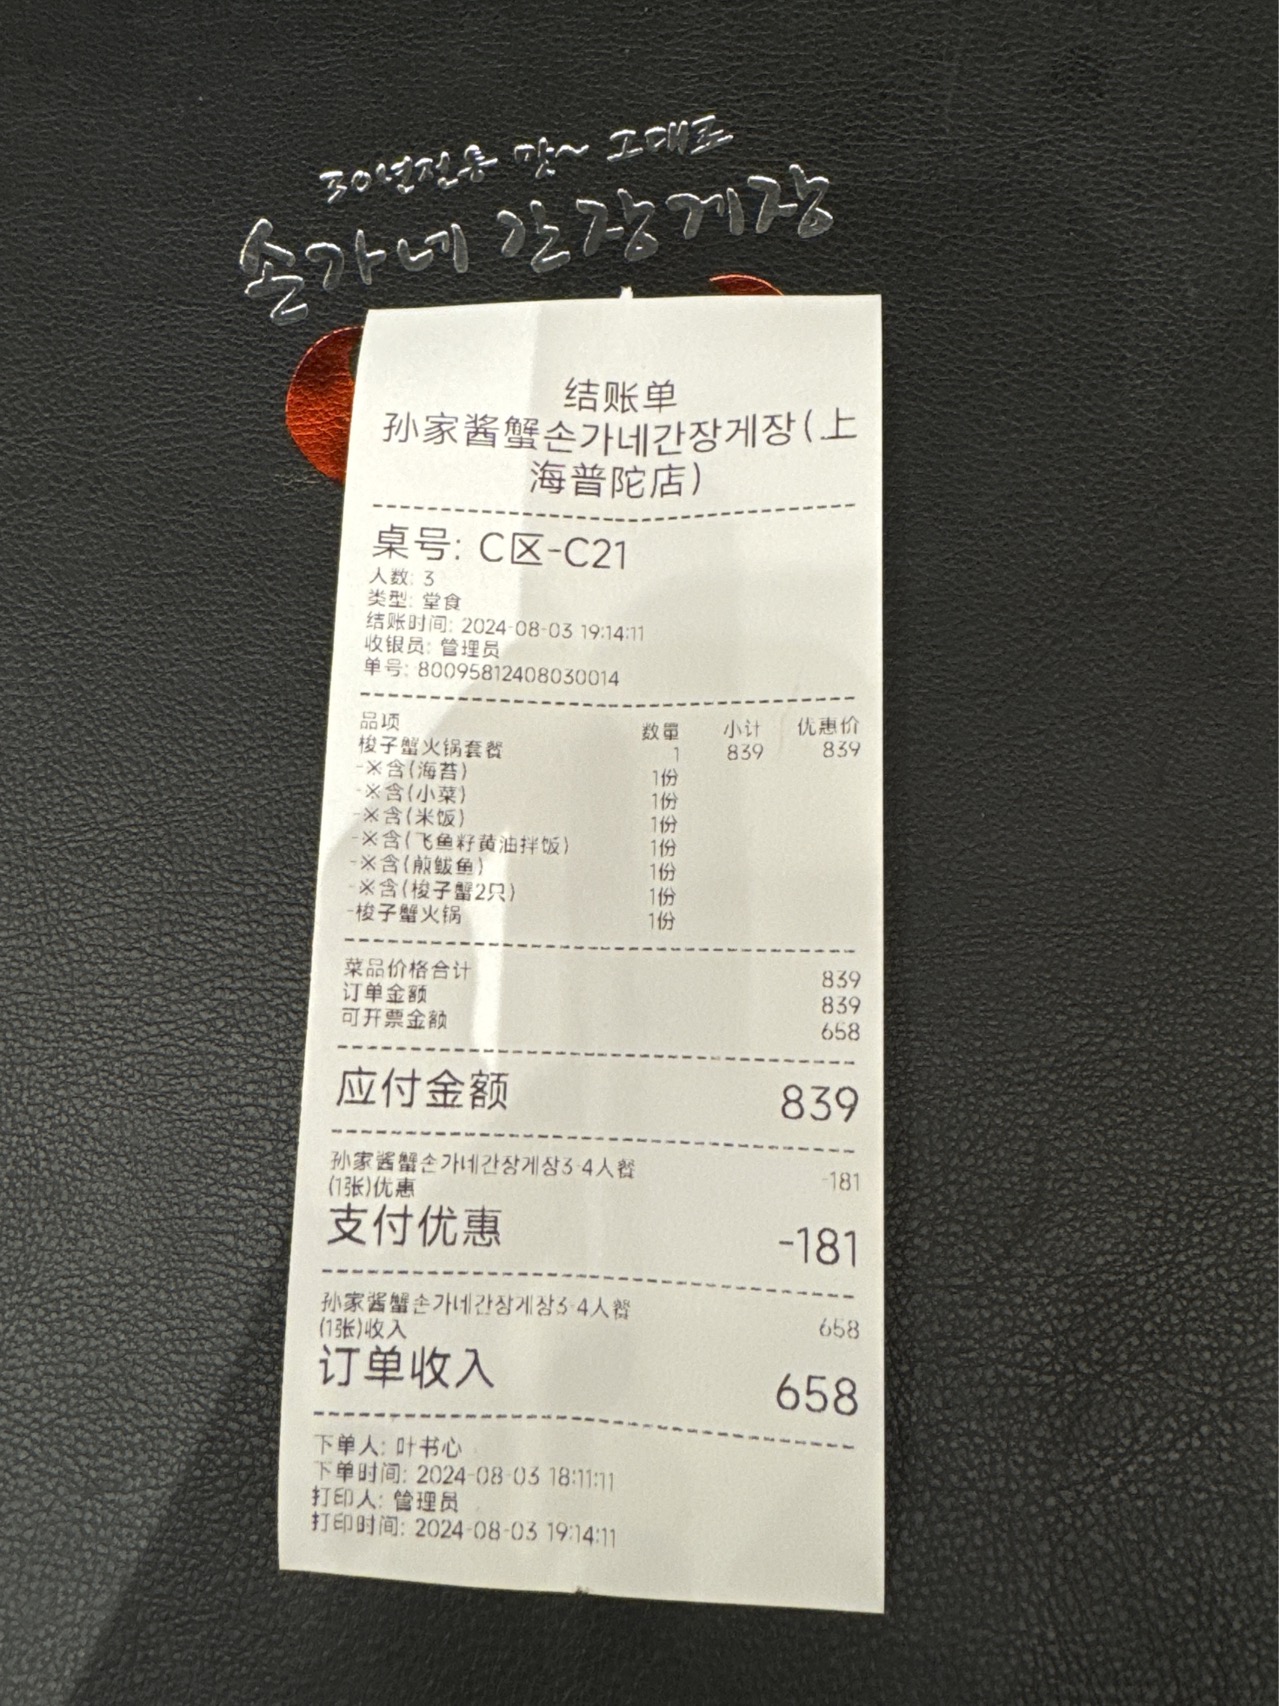 30년전통 맛~ 그대로
손가네 간장게장
结账单
孙家酱蟹손가네간장게장(上
海普陀店)
桌号: C区-C21
人数: 3
类型: 堂食
结账时间: 2024-08-03 19:14:11
收银员: 管理员
单号: 80095812408030014
品项 数量 小计 优惠价
梭子蟹火锅套餐 1 839 839
-※含(海苔) 1份
-※含(小菜) 1份
-※含(米饭) 1份
-※含(飞鱼籽黄油拌饭) 1份
-※含(煎鲅鱼) 1份
-※含(梭子蟹2只) 1份
-梭子蟹火锅 1份
菜品价格合计 839
订单金额 839
可开票金额 658
应付金额 839
孙家酱蟹손가네간장게장3-4人餐 -181
(1张)优惠
支付优惠 -181
孙家酱蟹손가네간장게장3-4人餐 658
(1张)收入
订单收入 658
下单人: 叶书心
下单时间: 2024-08-03 18:11:11
打印人: 管理员
打印时间: 2024-08-03 19:14:11